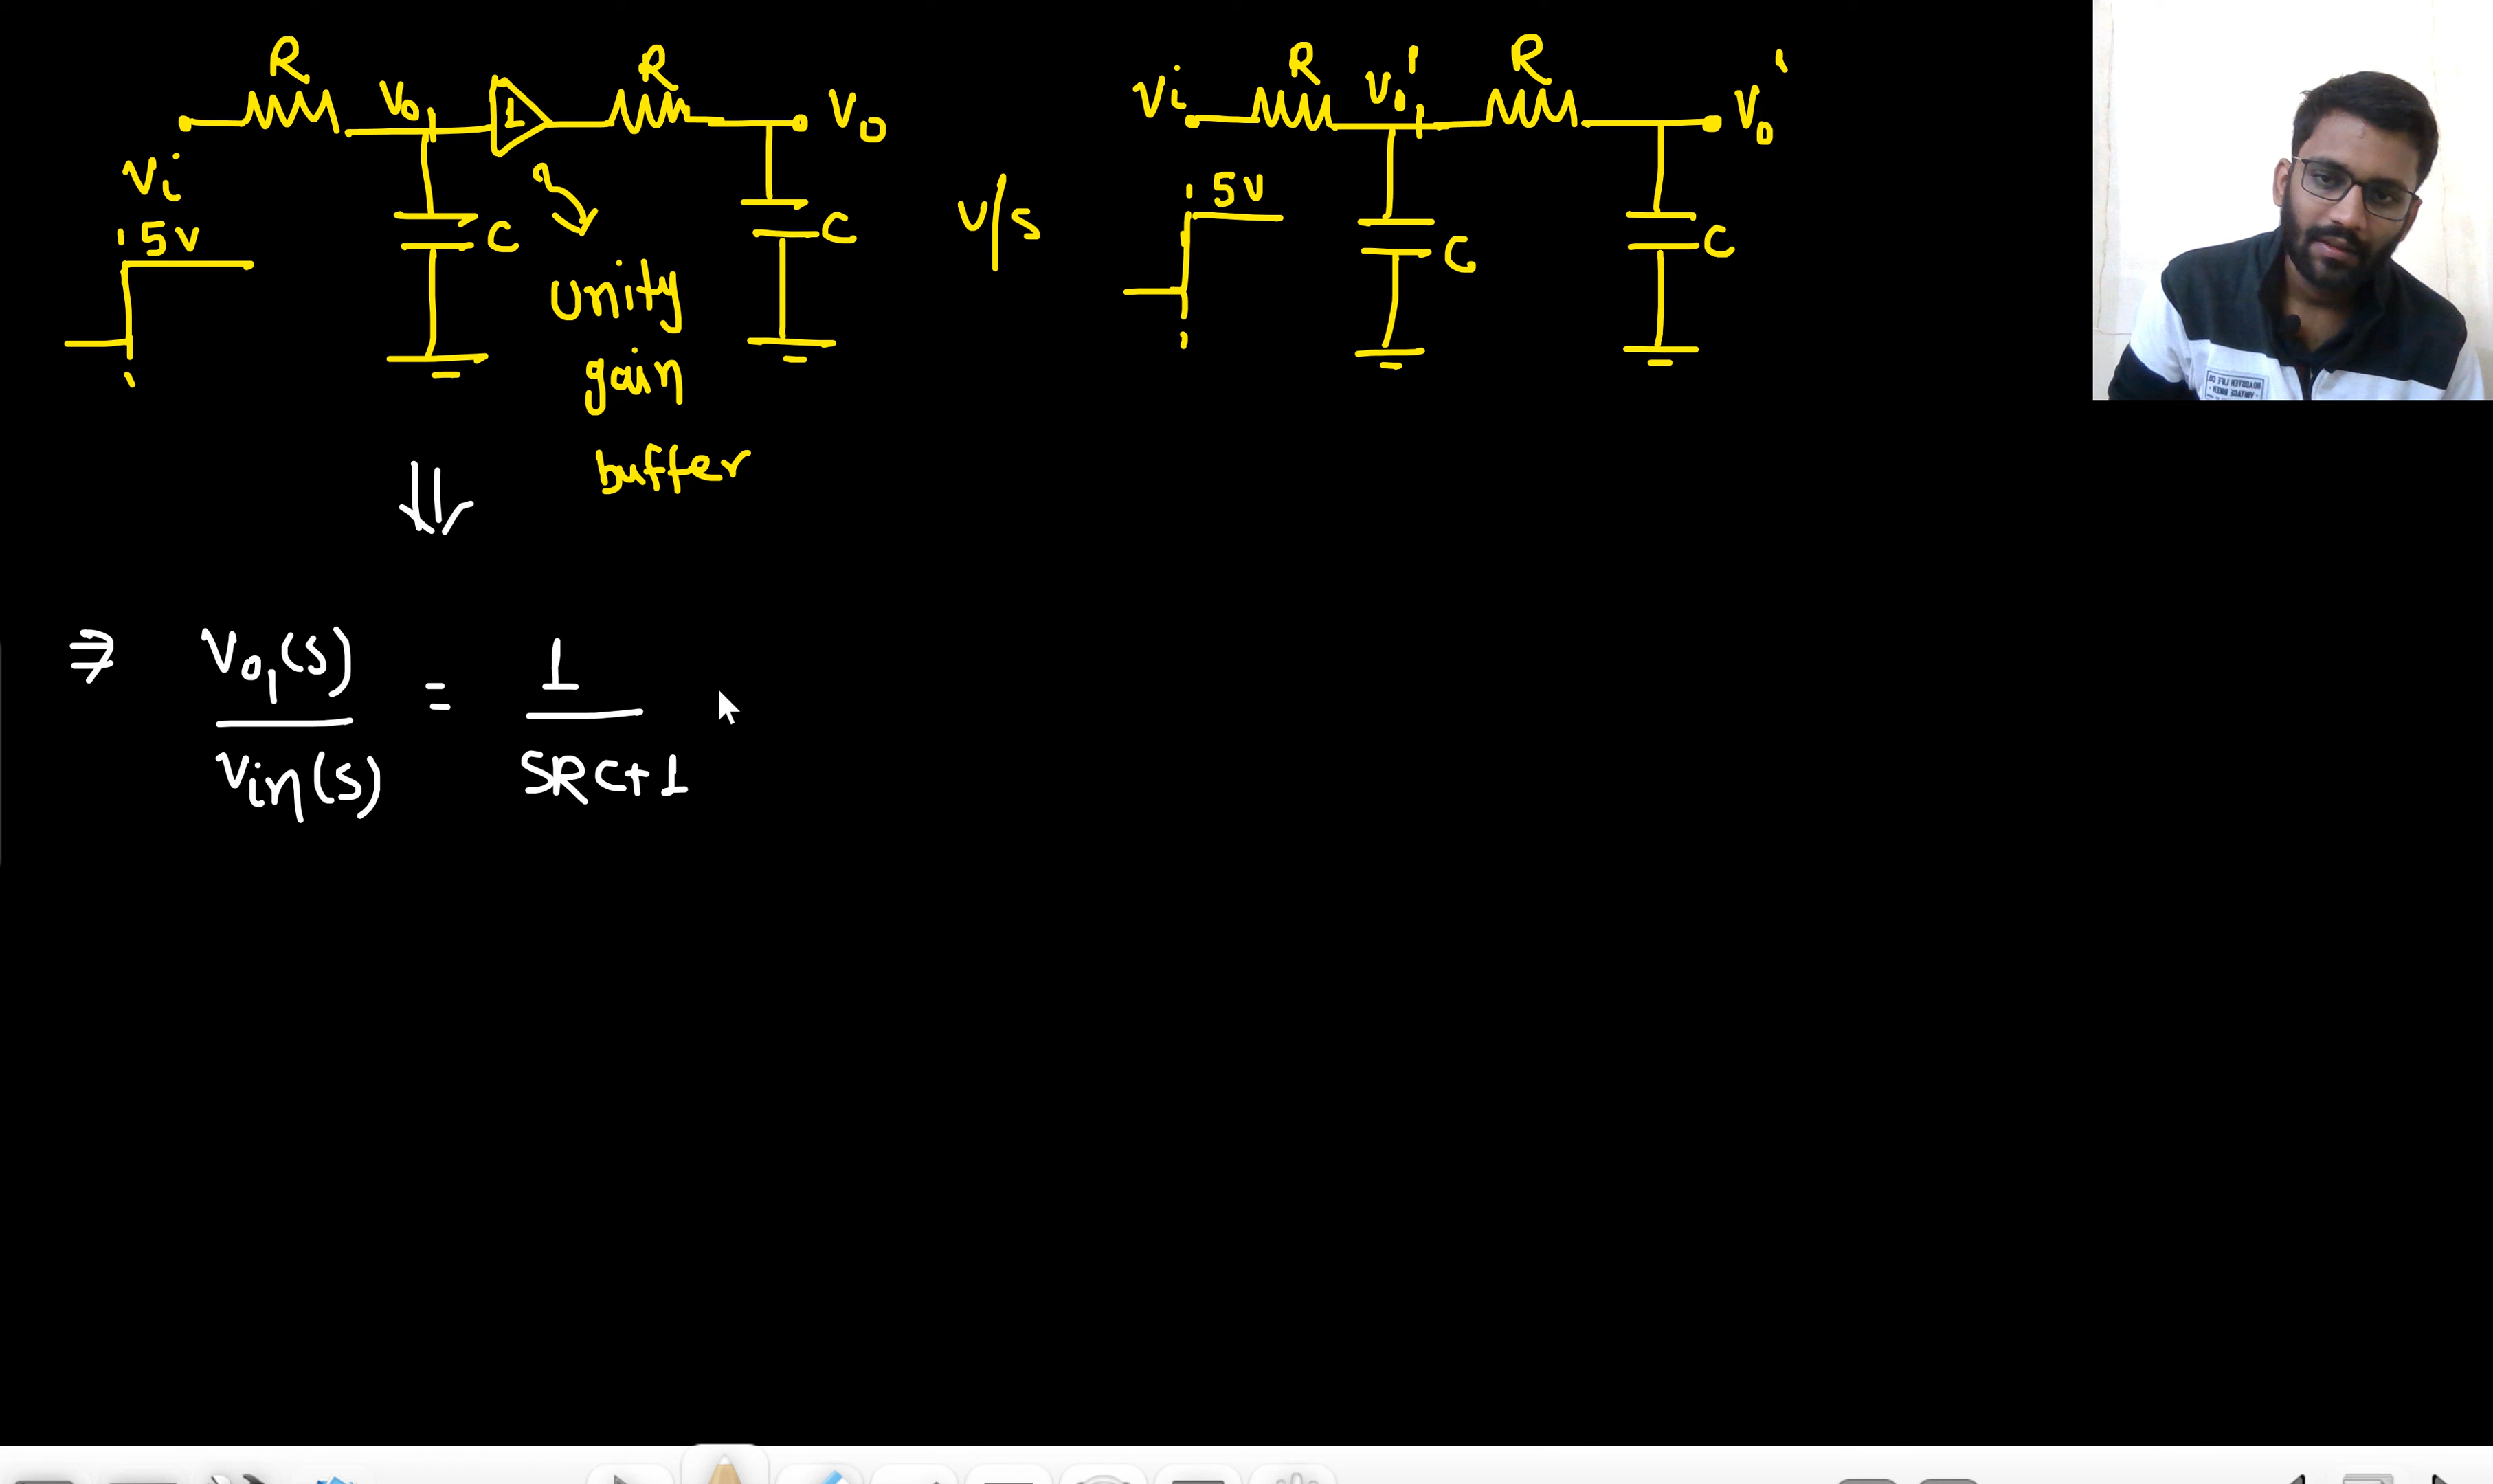 R
V₀₁
1
R
V₀
Vi
5V
C
C
Unity
gain
buffer
V/s
Vi
R
V₀₁'
R
V₀'
5V
C
C
⇒ V₀₁(s) / Vin(s) = 1 / SRC+1